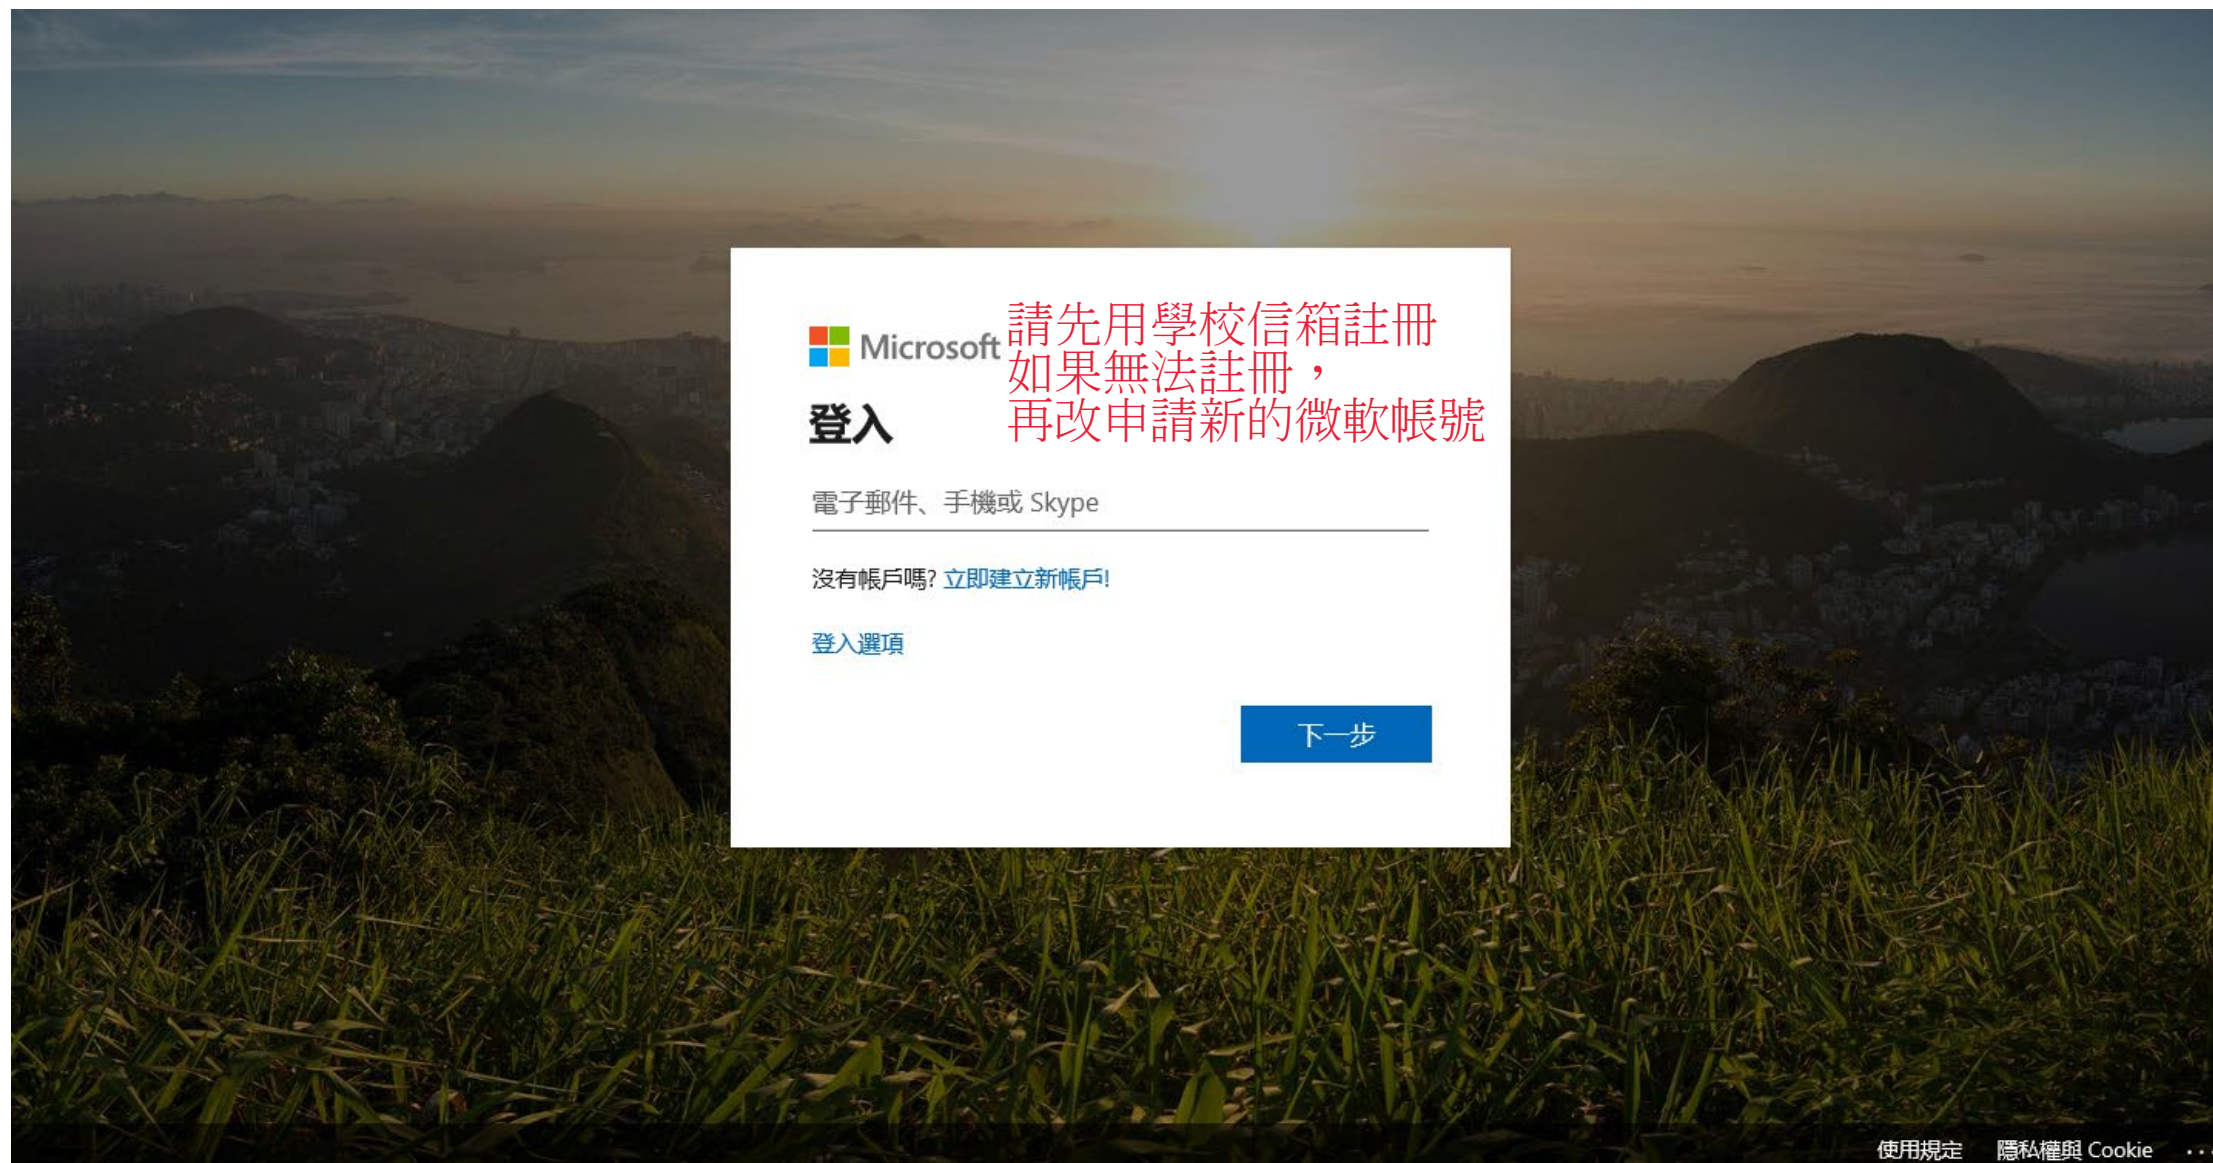 Microsoft
請先用學校信箱註冊
如果無法註冊，
再改申請新的微軟帳號
登入
電子郵件、手機或 Skype
沒有帳戶嗎? 立即建立新帳戶!
登入選項
下一步
使用規定 隱私權與 Cookie ...